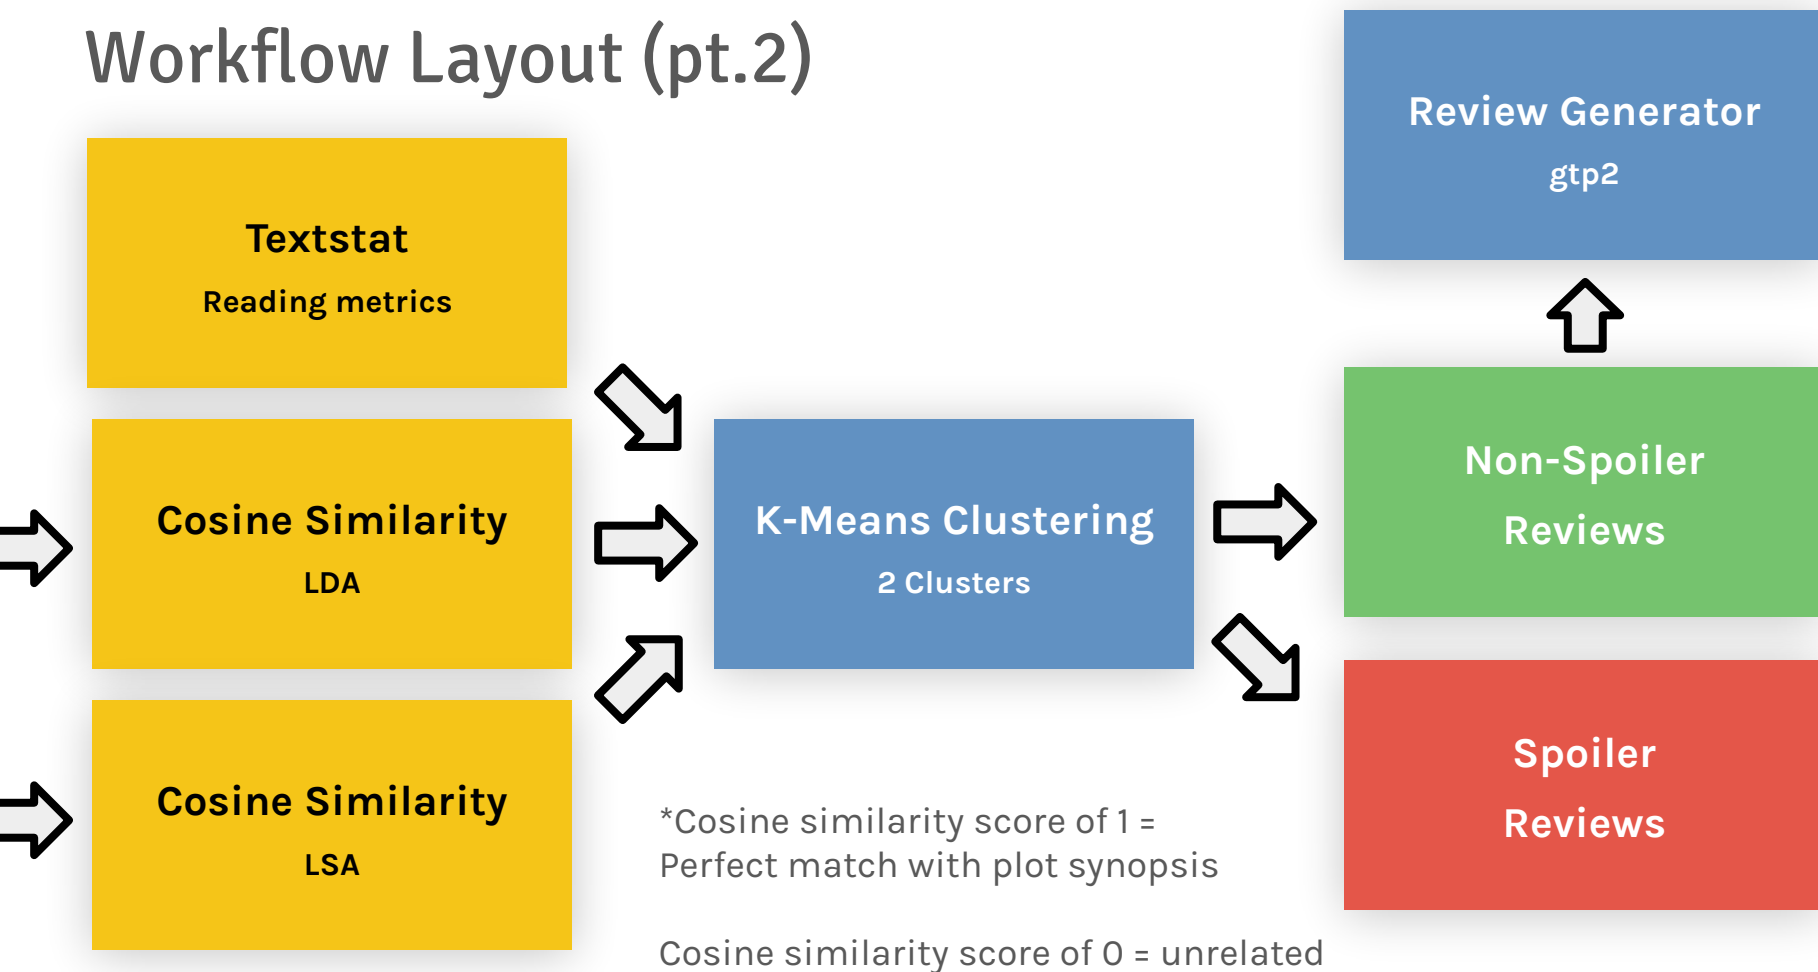 Workflow Layout (pt.2)
Textstat
Reading metrics
Cosine Similarity
LDA
Cosine Similarity
LSA
K-Means Clustering
2 Clusters
*Cosine similarity score of 1 =
Perfect match with plot synopsis
Cosine similarity score of 0 = unrelated
Review Generator
gtp2
Non-Spoiler
Reviews
Spoiler
Reviews